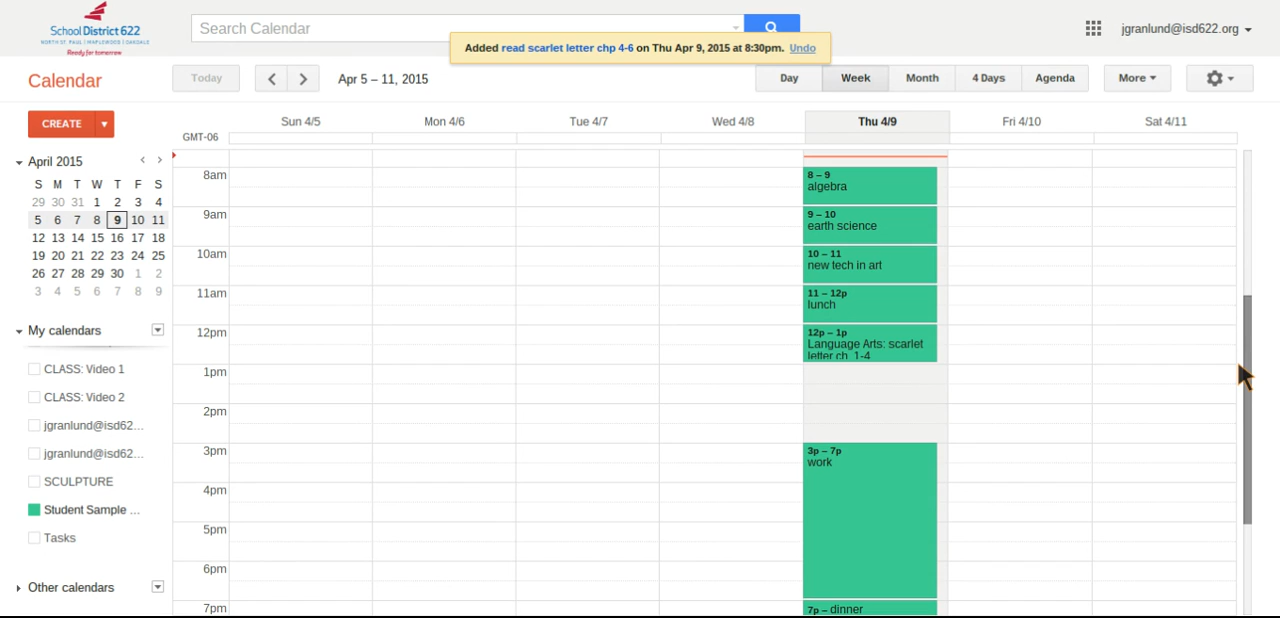 School District 622
NORTH ST. PAUL | MAPLEWOOD | OAKDALE
Ready for tomorrow
Search Calendar
jgranlund@isd622.org
Added read scarlet letter chp 4-6 on Thu Apr 9, 2015 at 8:30pm. Undo
Calendar
Today
Apr 5 – 11, 2015
Day Week Month 4 Days Agenda
More
CREATE
GMT-06
Sun 4/5 Mon 4/6 Tue 4/7 Wed 4/8 Thu 4/9 Fri 4/10 Sat 4/11
April 2015
S M T W T F S
29 30 31 1 2 3 4
5 6 7 8 9 10 11
12 13 14 15 16 17 18
19 20 21 22 23 24 25
26 27 28 29 30 1 2
3 4 5 6 7 8 9
My calendars
CLASS: Video 1
CLASS: Video 2
jgranlund@isd62...
jgranlund@isd62...
SCULPTURE
Student Sample ...
Tasks
Other calendars
8am
9am
10am
11am
12pm
1pm
2pm
3pm
4pm
5pm
6pm
7pm
8 – 9
algebra
9 – 10
earth science
10 – 11
new tech in art
11 – 12p
lunch
12p – 1p
Language Arts: scarlet
letter ch. 1-4
3p – 7p
work
7p – dinner